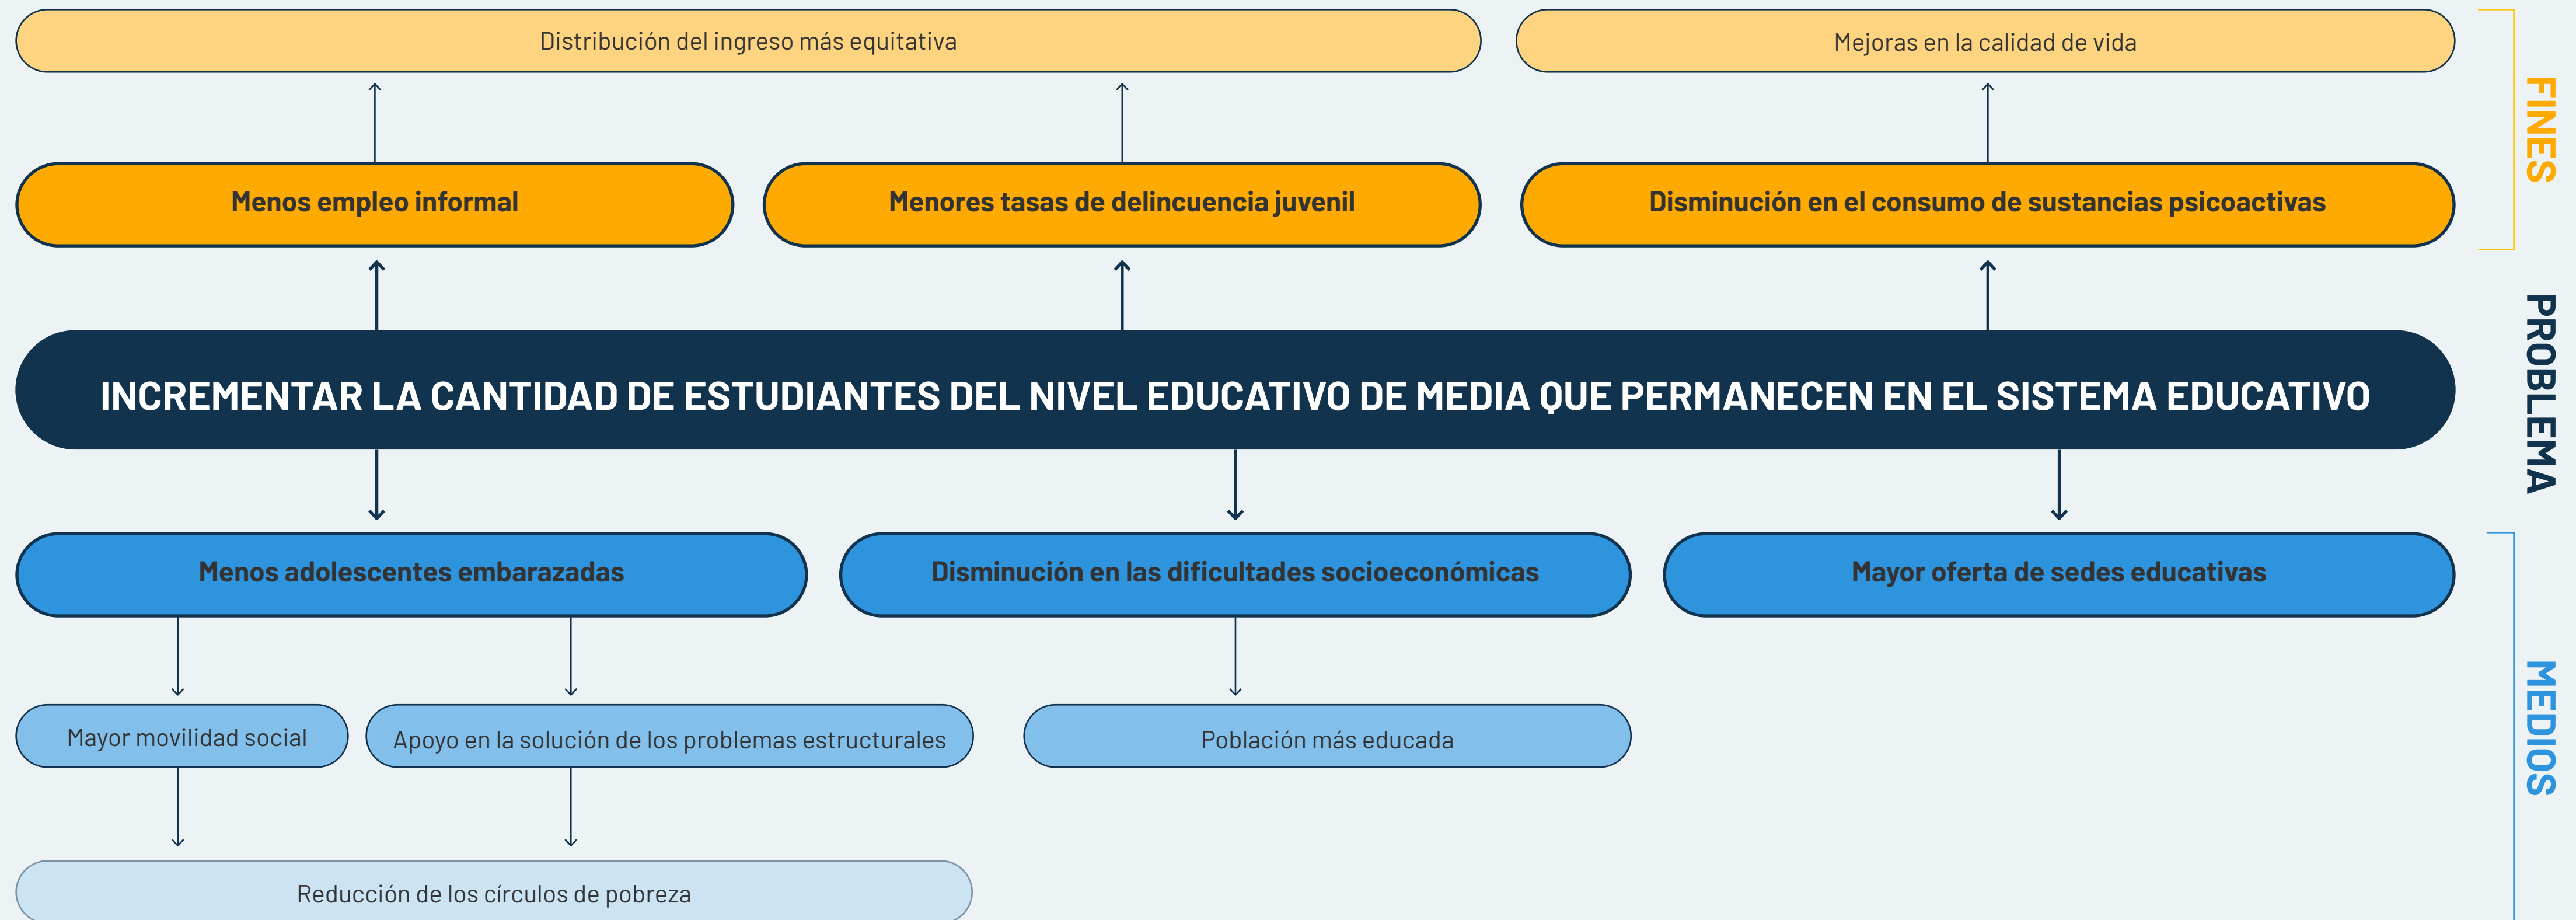 Distribución del ingreso más equitativa
Mejoras en la calidad de vida
FINES
Menos empleo informal
Menores tasas de delincuencia juvenil
Disminución en el consumo de sustancias psicoactivas
PROBLEMA
INCREMENTAR LA CANTIDAD DE ESTUDIANTES DEL NIVEL EDUCATIVO DE MEDIA QUE PERMANECEN EN EL SISTEMA EDUCATIVO
Menos adolescentes embarazadas
Disminución en las dificultades socioeconómicas
Mayor oferta de sedes educativas
MEDIOS
Mayor movilidad social
Apoyo en la solución de los problemas estructurales
Población más educada
Reducción de los círculos de pobreza